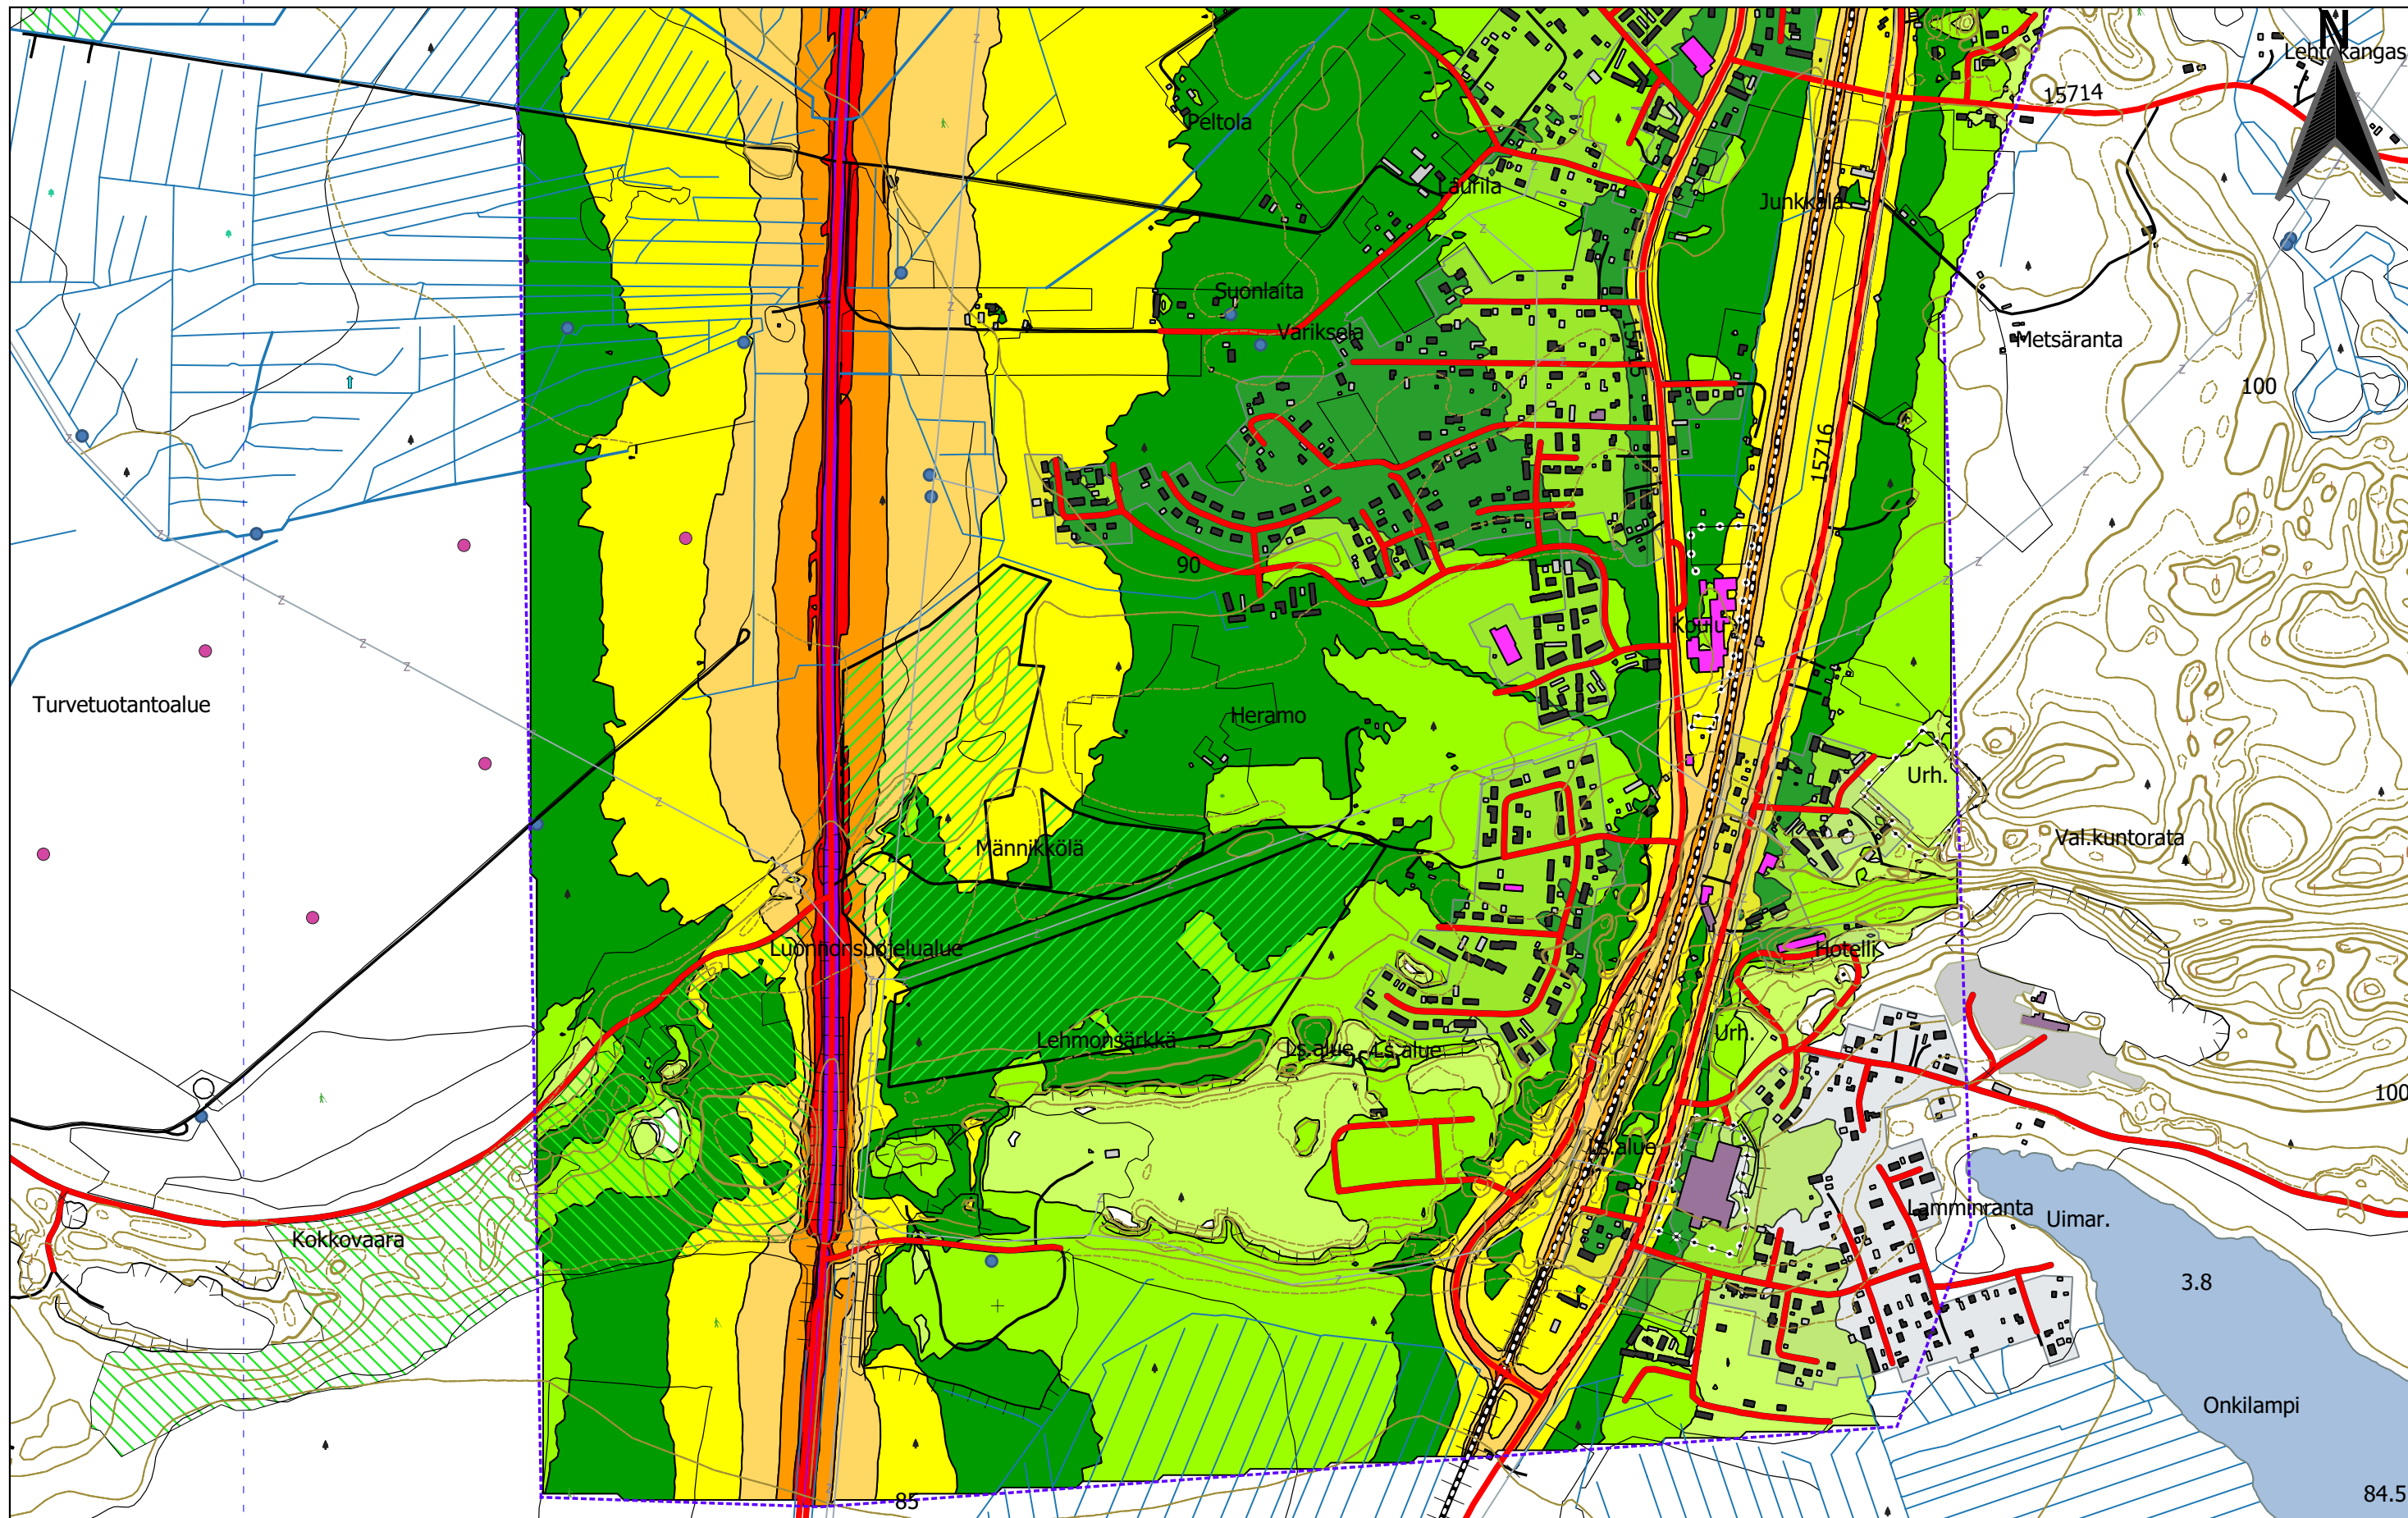 N
Lehtokangas
15714
Peltola
Laurila
Junkkala
Suonlaita
Variksela
Metsäranta
100
15716
90
Koulu
Turvetuotantoalue
Heramo
Urh.
Männikkölä
Val.kuntorata
Luonnonsuojelualue
Hotelli
Urh.
Lehmonsärkkä
Ls.alue
Ls.alue
100
Ls.alue
Lamminranta
Uimar.
Kokkovaara
3.8
Onkilampi
85
84.5